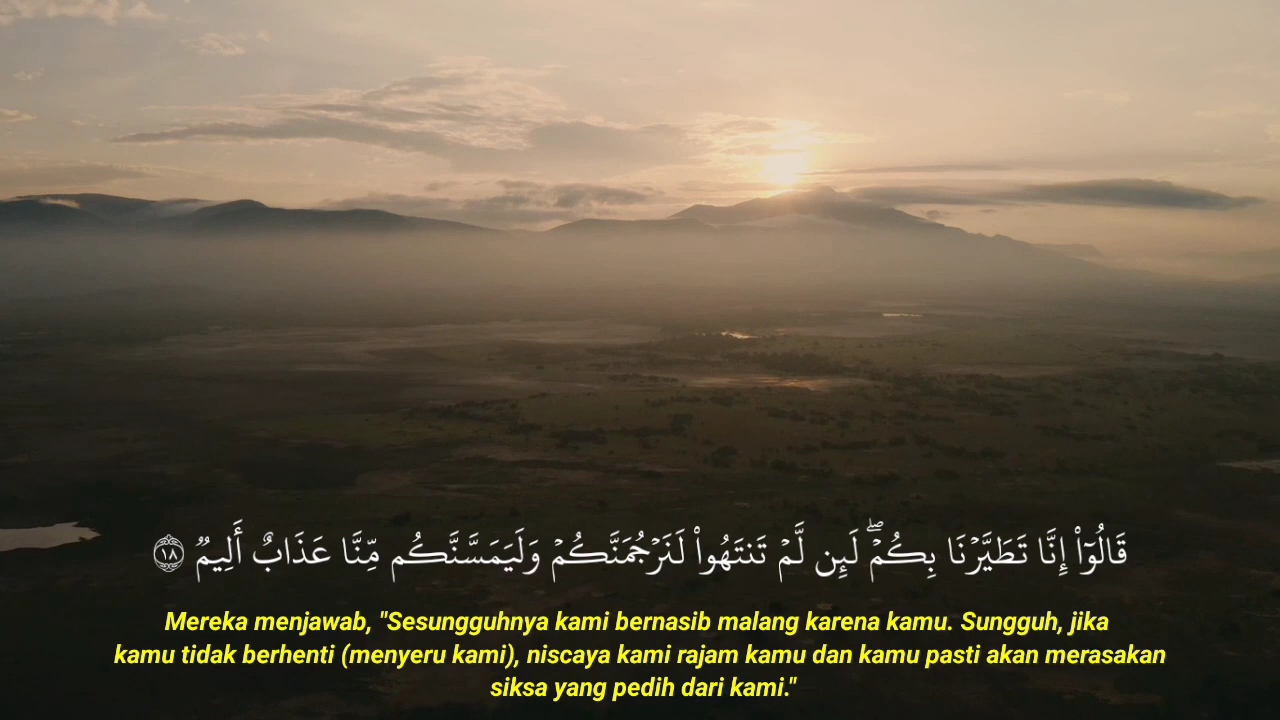 قَالُوٓا۟ إِنَّا تَطَيَّرْنَا بِكُمْ ۖ لَئِن لَّمْ تَنتَهُوا۟ لَنَرْجُمَنَّكُمْ وَلَيَمَسَّنَّكُم مِّنَّا عَذَابٌ أَلِيمٌ ١٨
Mereka menjawab, "Sesungguhnya kami bernasib malang karena kamu. Sungguh, jika
kamu tidak berhenti (menyeru kami), niscaya kami rajam kamu dan kamu pasti akan merasakan
siksa yang pedih dari kami."